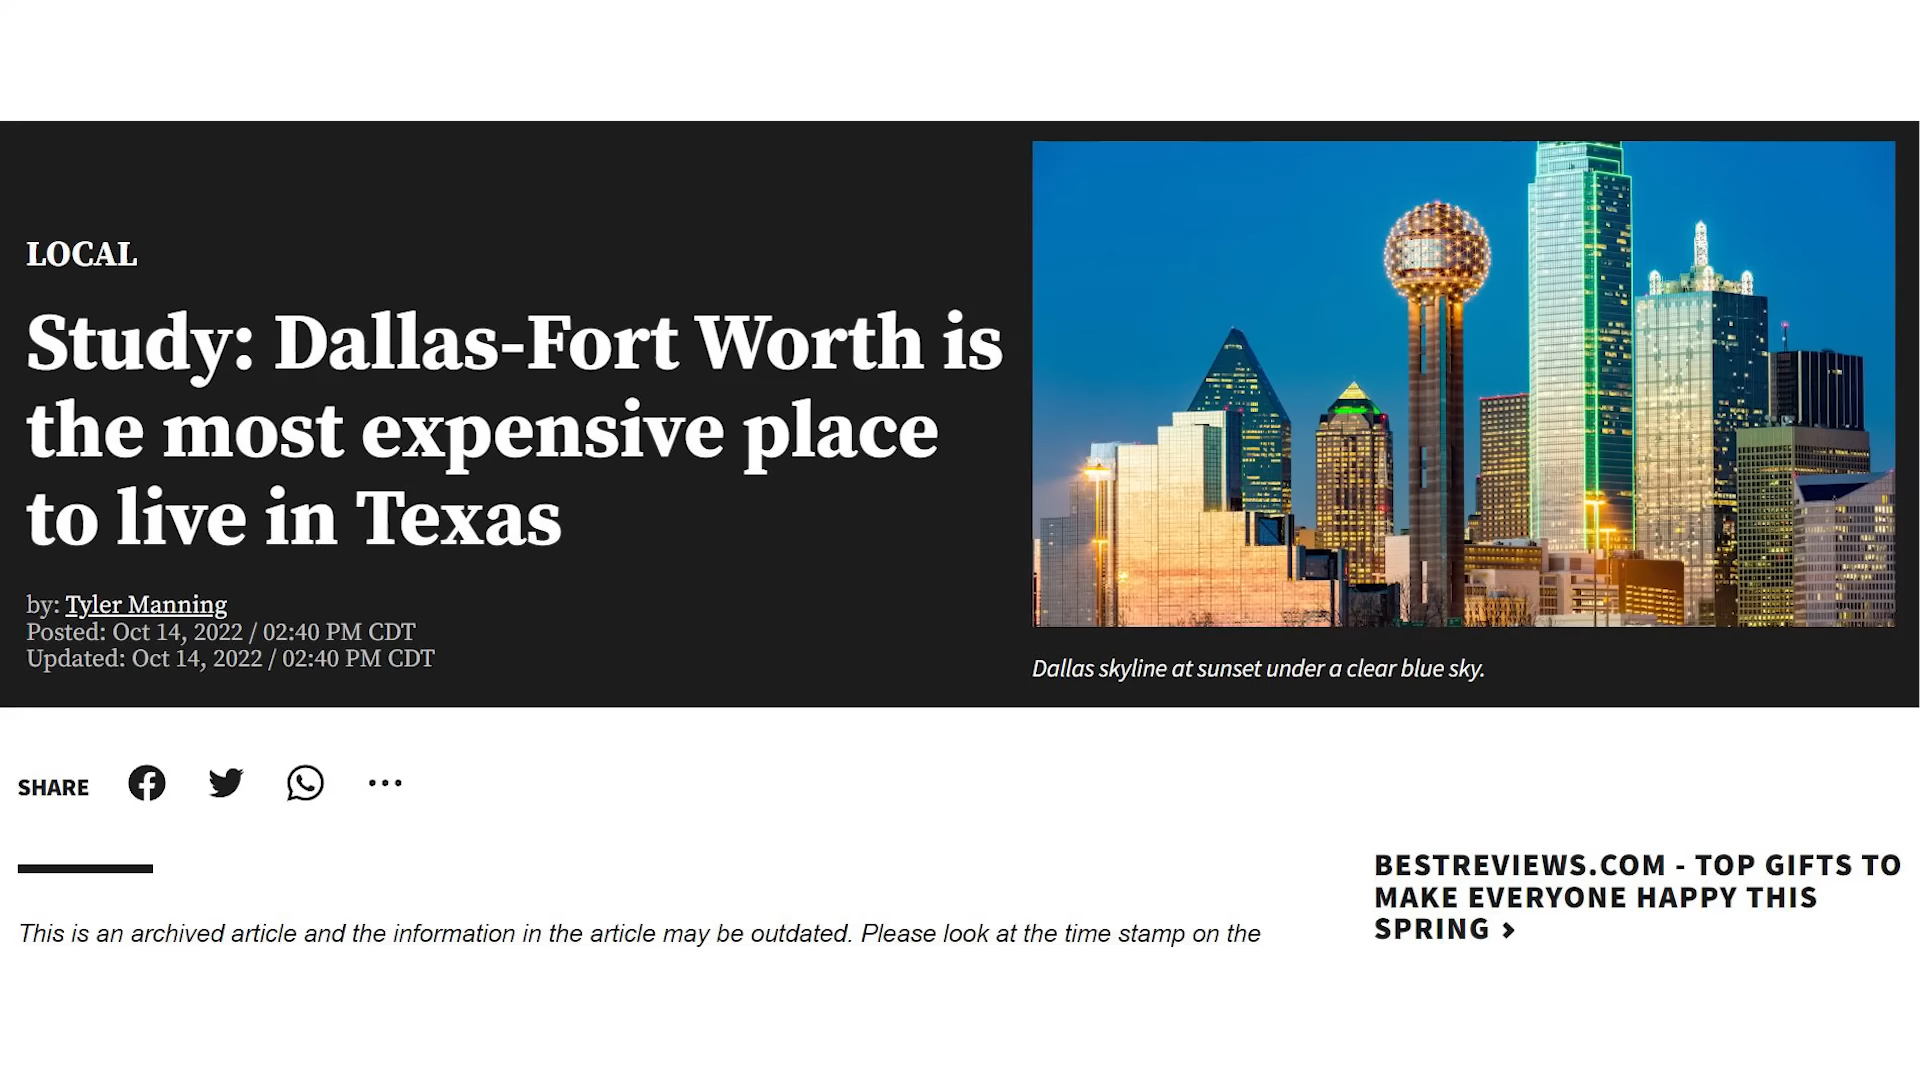 LOCAL
Study: Dallas-Fort Worth is
the most expensive place
to live in Texas
by: Tyler Manning
Posted: Oct 14, 2022 / 02:40 PM CDT
Updated: Oct 14, 2022 / 02:40 PM CDT
Dallas skyline at sunset under a clear blue sky.
SHARE
This is an archived article and the information in the article may be outdated. Please look at the time stamp on the
BESTREVIEWS.COM - TOP GIFTS TO
MAKE EVERYONE HAPPY THIS
SPRING ›